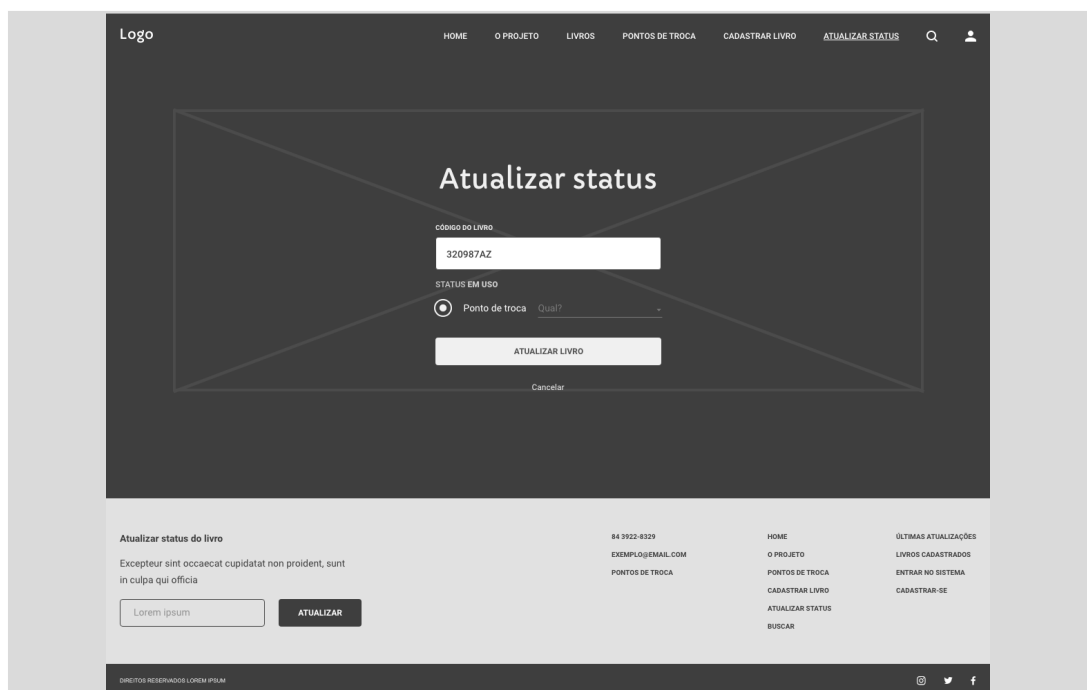 Logo
HOME O PROJETO LIVROS PONTOS DE TROCA CADASTRAR LIVRO ATUALIZAR STATUS
Atualizar status
CÓDIGO DO LIVRO
320987AZ
STATUS EM USO
Ponto de troca Qual?
ATUALIZAR LIVRO
Cancelar
Atualizar status do livro
Excepteur sint occaecat cupidatat non proident, sunt
in culpa qui officia
Lorem ipsum ATUALIZAR
84 3922-8329
EXEMPLO@EMAIL.COM
PONTOS DE TROCA
HOME
O PROJETO
PONTOS DE TROCA
CADASTRAR LIVRO
ATUALIZAR STATUS
BUSCAR
ÚLTIMAS ATUALIZAÇÕES
LIVROS CADASTRADOS
ENTRAR NO SISTEMA
CADASTRAR-SE
DIREITOS RESERVADOS LOREM IPSUM